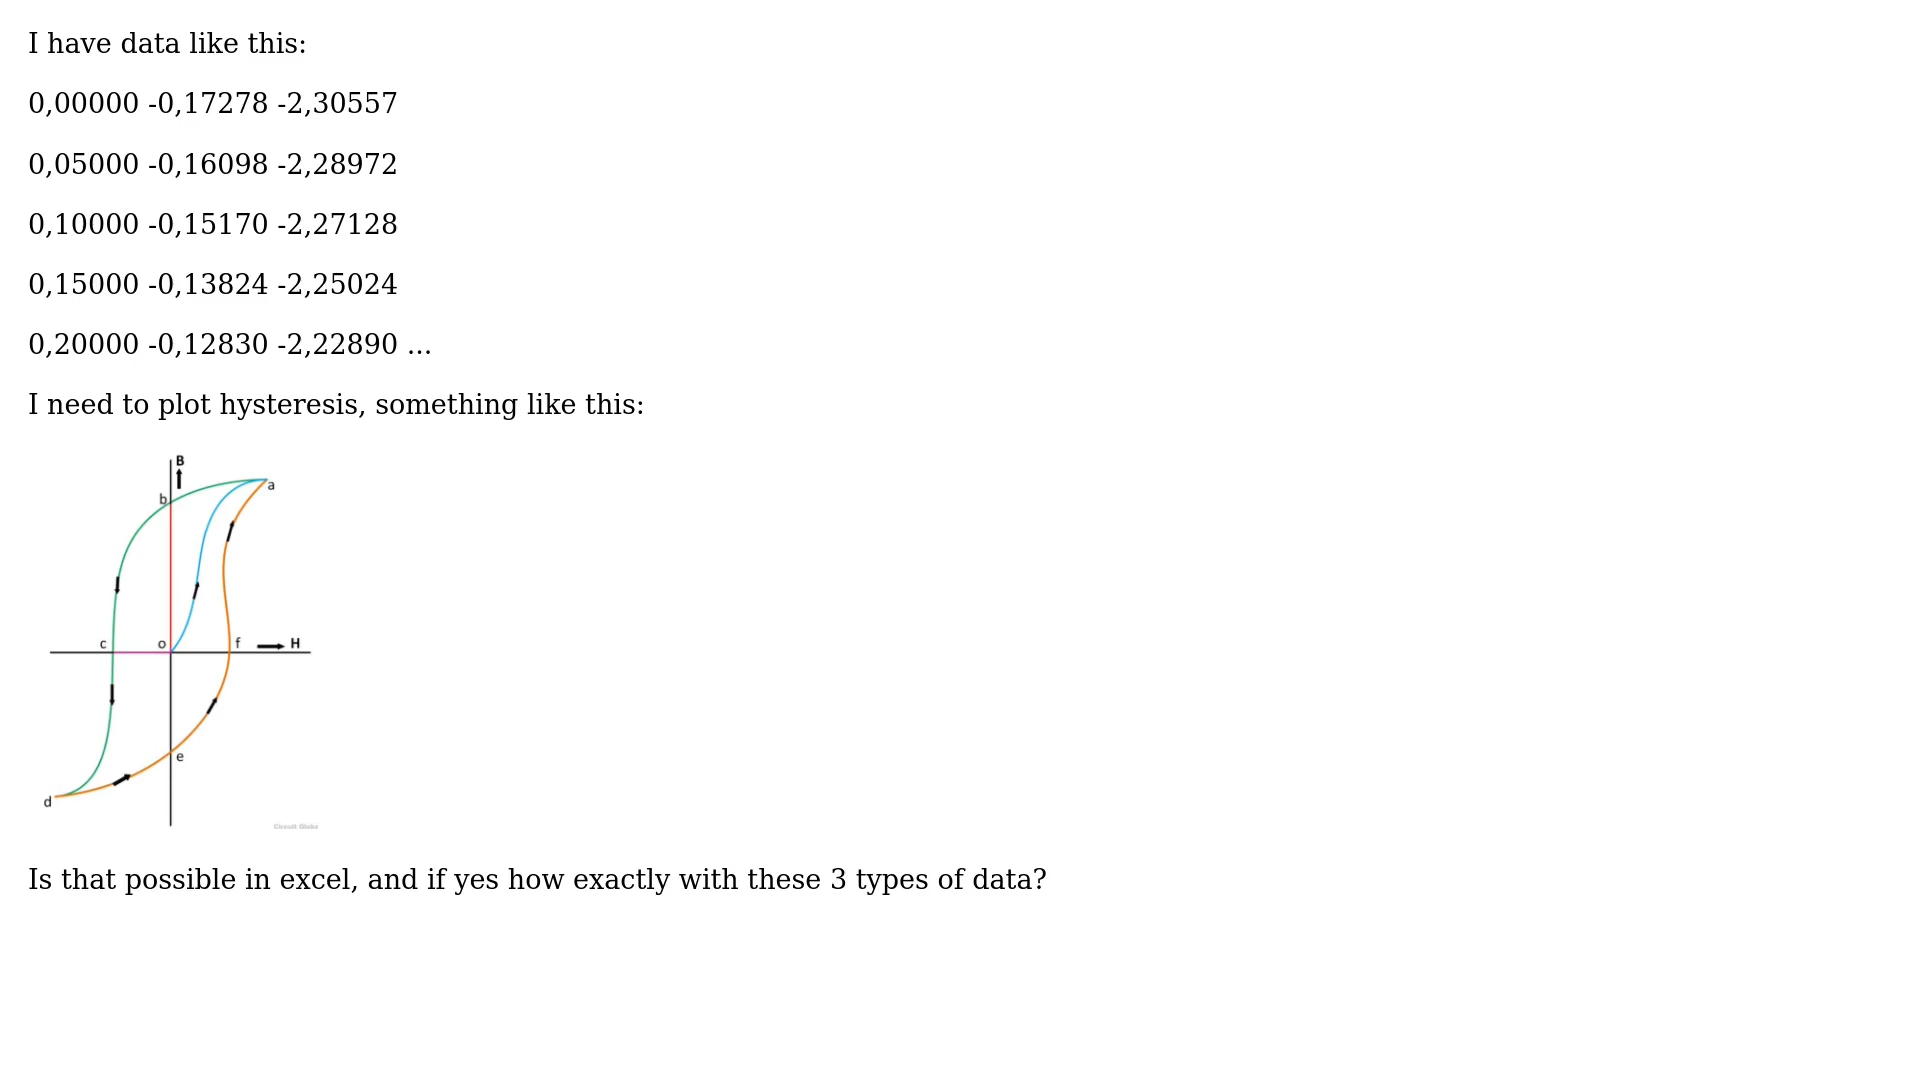 I have data like this:
0,00000 -0,17278 -2,30557
0,05000 -0,16098 -2,28972
0,10000 -0,15170 -2,27128
0,15000 -0,13824 -2,25024
0,20000 -0,12830 -2,22890 ...
I need to plot hysteresis, something like this:
B
a
b
c
o
f
H
e
d
Circuit Globe
Is that possible in excel, and if yes how exactly with these 3 types of data?